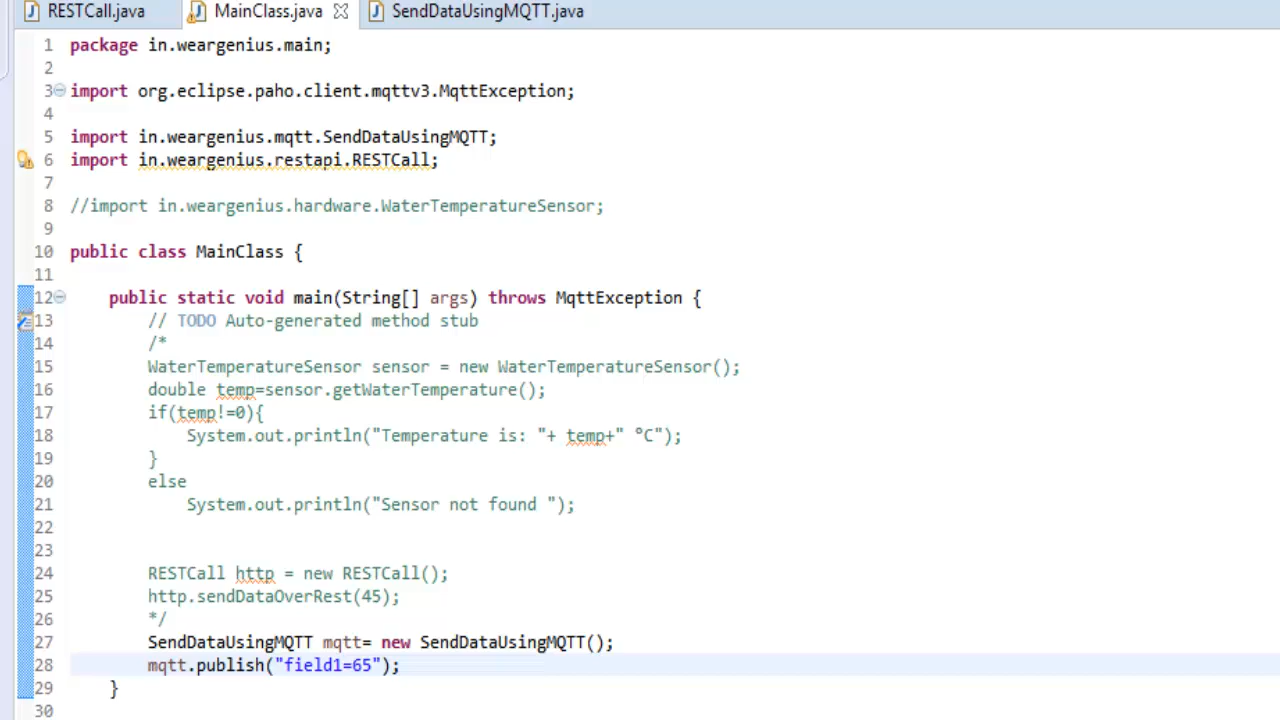 RESTCall.java MainClass.java SendDataUsingMQTT.java
1 package in.weargenius.main;
2
3 import org.eclipse.paho.client.mqttv3.MqttException;
4
5 import in.weargenius.mqtt.SendDataUsingMQTT;
6 import in.weargenius.restapi.RESTCall;
7
8 //import in.weargenius.hardware.WaterTemperatureSensor;
9
10 public class MainClass {
11
12 public static void main(String[] args) throws MqttException {
13 // TODO Auto-generated method stub
14 /*
15 WaterTemperatureSensor sensor = new WaterTemperatureSensor();
16 double temp=sensor.getWaterTemperature();
17 if(temp!=0){
18 System.out.println("Temperature is: "+ temp+" °C");
19 }
20 else
21 System.out.println("Sensor not found ");
22
23
24 RESTCall http = new RESTCall();
25 http.sendDataOverRest(45);
26 */
27 SendDataUsingMQTT mqtt= new SendDataUsingMQTT();
28 mqtt.publish("field1=65");
29 }
30